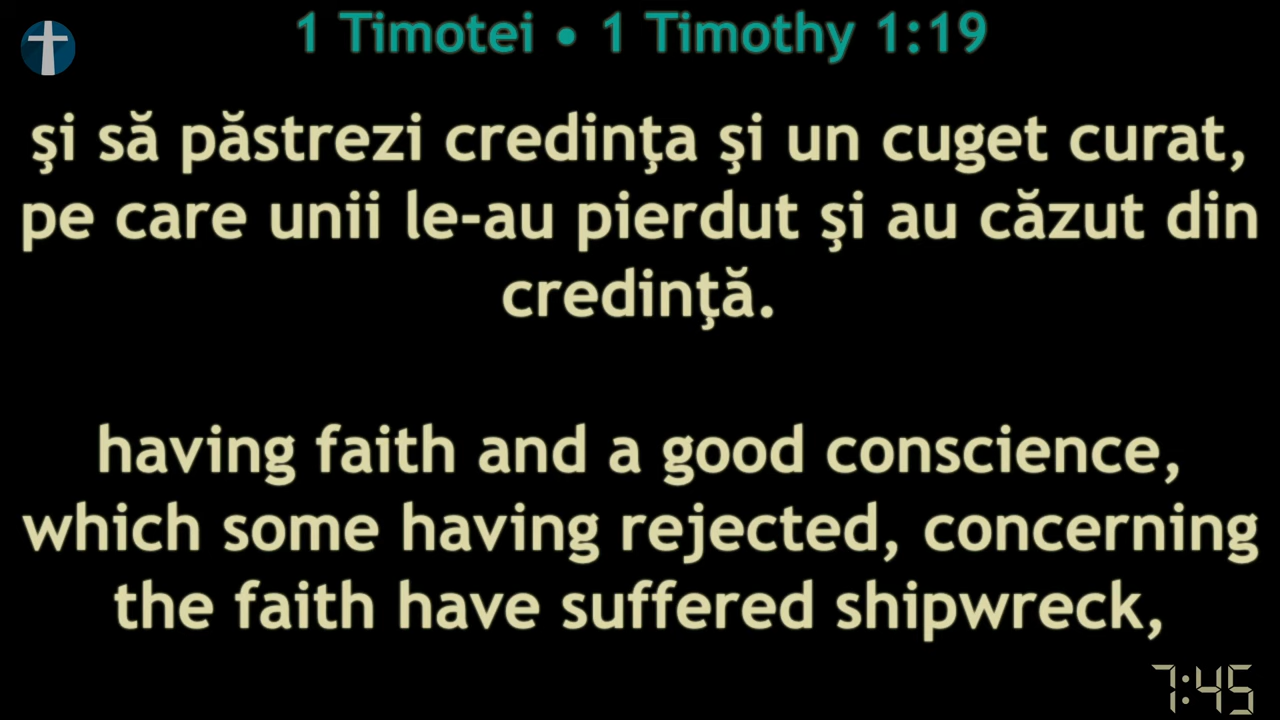 1 Timotei • 1 Timothy 1:19
şi să păstrezi credinţa şi un cuget curat,
pe care unii le-au pierdut şi au căzut din
credinţă.
having faith and a good conscience,
which some having rejected, concerning
the faith have suffered shipwreck,
7:45